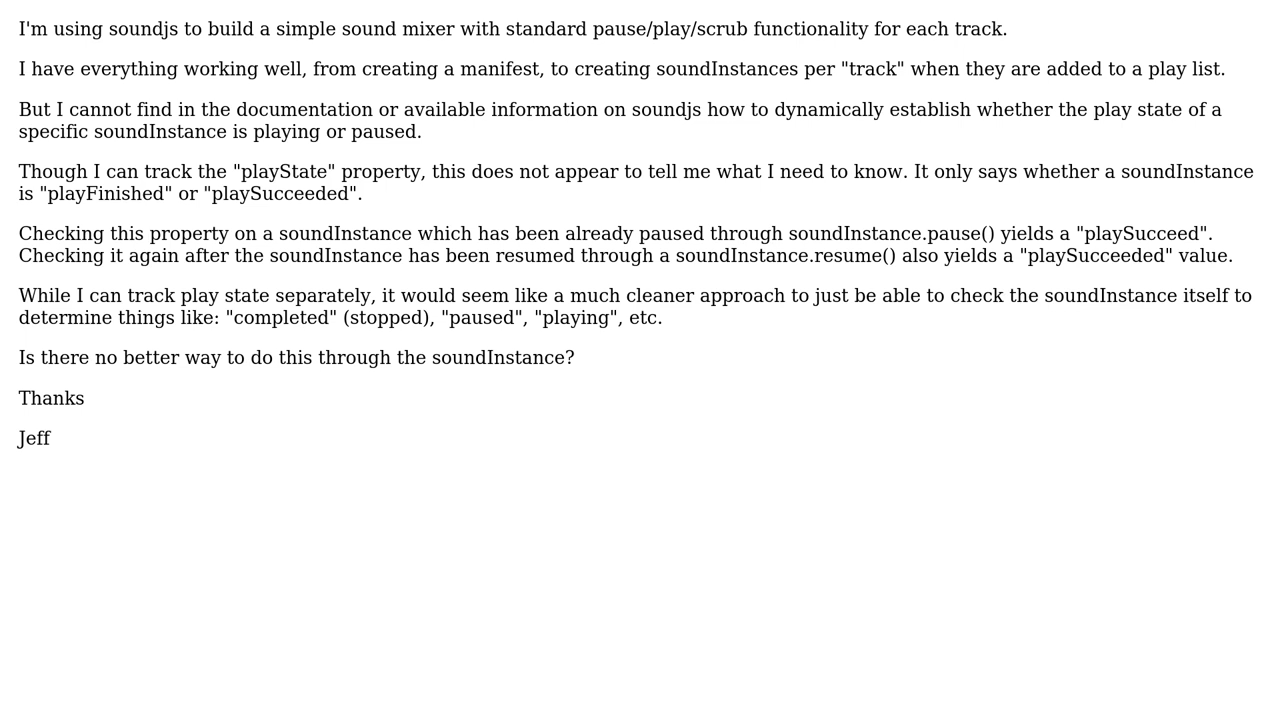 I'm using soundjs to build a simple sound mixer with standard pause/play/scrub functionality for each track.
I have everything working well, from creating a manifest, to creating soundInstances per "track" when they are added to a play list.
But I cannot find in the documentation or available information on soundjs how to dynamically establish whether the play state of a
specific soundInstance is playing or paused.
Though I can track the "playState" property, this does not appear to tell me what I need to know. It only says whether a soundInstance
is "playFinished" or "playSucceeded".
Checking this property on a soundInstance which has been already paused through soundInstance.pause() yields a "playSucceed".
Checking it again after the soundInstance has been resumed through a soundInstance.resume() also yields a "playSucceeded" value.
While I can track play state separately, it would seem like a much cleaner approach to just be able to check the soundInstance itself to
determine things like: "completed" (stopped), "paused", "playing", etc.
Is there no better way to do this through the soundInstance?
Thanks
Jeff